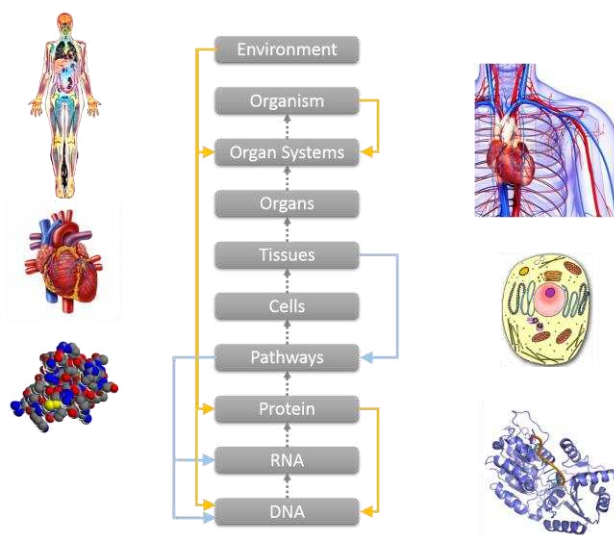 Environment
Organism
Organ Systems
Organs
Tissues
Cells
Pathways
Protein
RNA
DNA